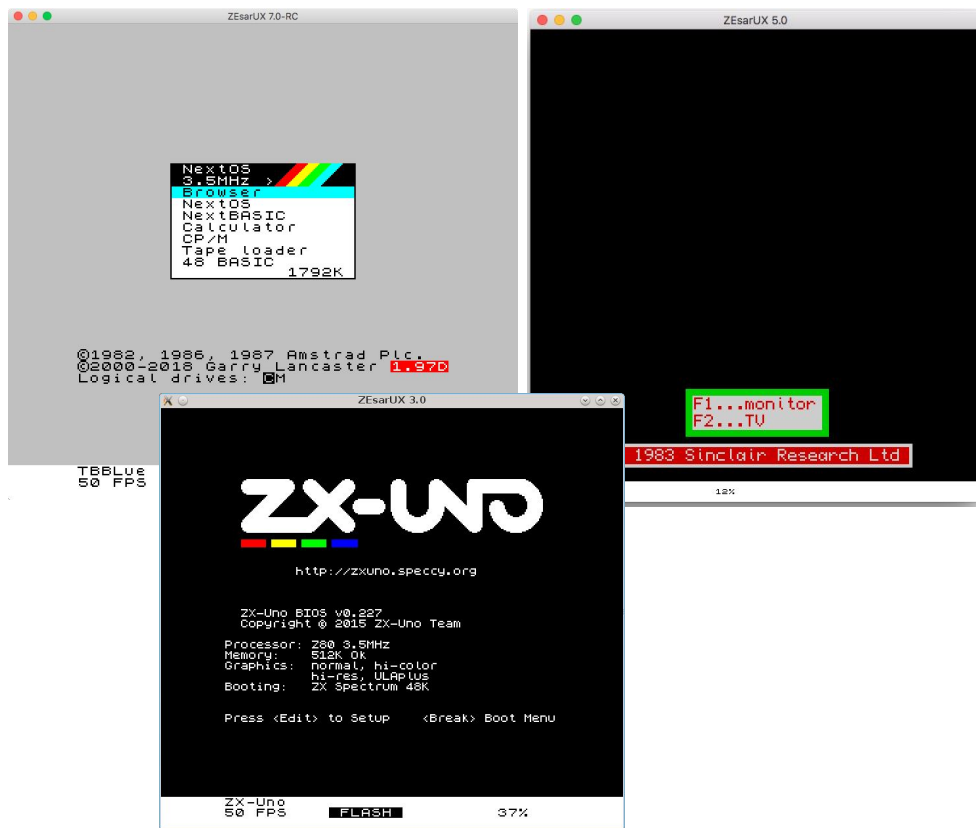 ZEsarUX 7.0-RC
NextOS
3.5MHz >
Browser
NextOS
NextBASIC
Calculator
CP/M
Tape loader
48 BASIC
1792K
©1982, 1986, 1987 Amstrad Plc.
©2000-2018 Garry Lancaster 1.97D
Logical drives: CM
TBBLue
50 FPS
ZEsarUX 5.0
F1...monitor
F2...TV
1983 Sinclair Research Ltd
12%
ZEsarUX 3.0
ZX-UNO
http://zxuno.speccy.org
ZX-Uno BIOS v0.227
Copyright © 2015 ZX-Uno Team
Processor: Z80 3.5MHz
Memory: 512K OK
Graphics: normal, hi-color
hi-res, ULAplus
Booting: ZX Spectrum 48K
Press <Edit> to Setup <Break> Boot Menu
ZX-Uno
50 FPS FLASH 37%